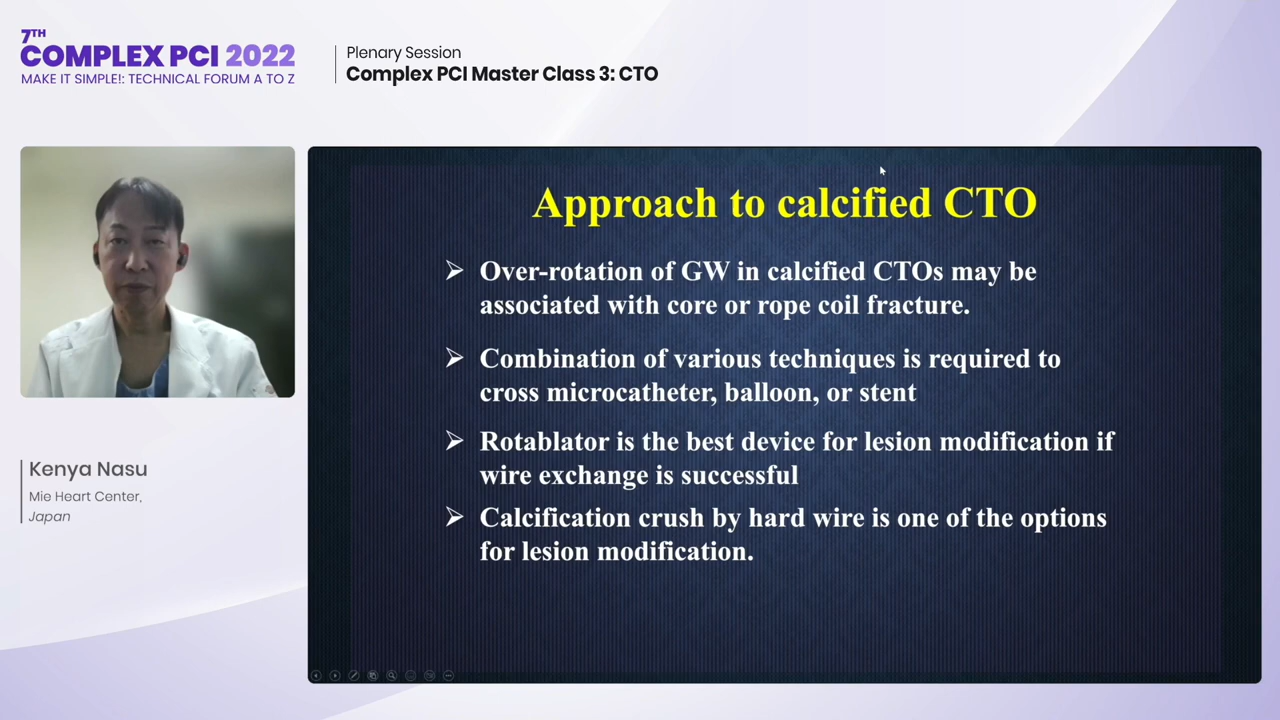 7TH
COMPLEX PCI 2022
MAKE IT SIMPLE!: TECHNICAL FORUM A TO Z
Plenary Session
Complex PCI Master Class 3: CTO
Approach to calcified CTO
Over-rotation of GW in calcified CTOs may be
associated with core or rope coil fracture.
Combination of various techniques is required to
cross microcatheter, balloon, or stent
Rotablator is the best device for lesion modification if
wire exchange is successful
Calcification crush by hard wire is one of the options
for lesion modification.
Kenya Nasu
Mie Heart Center,
Japan